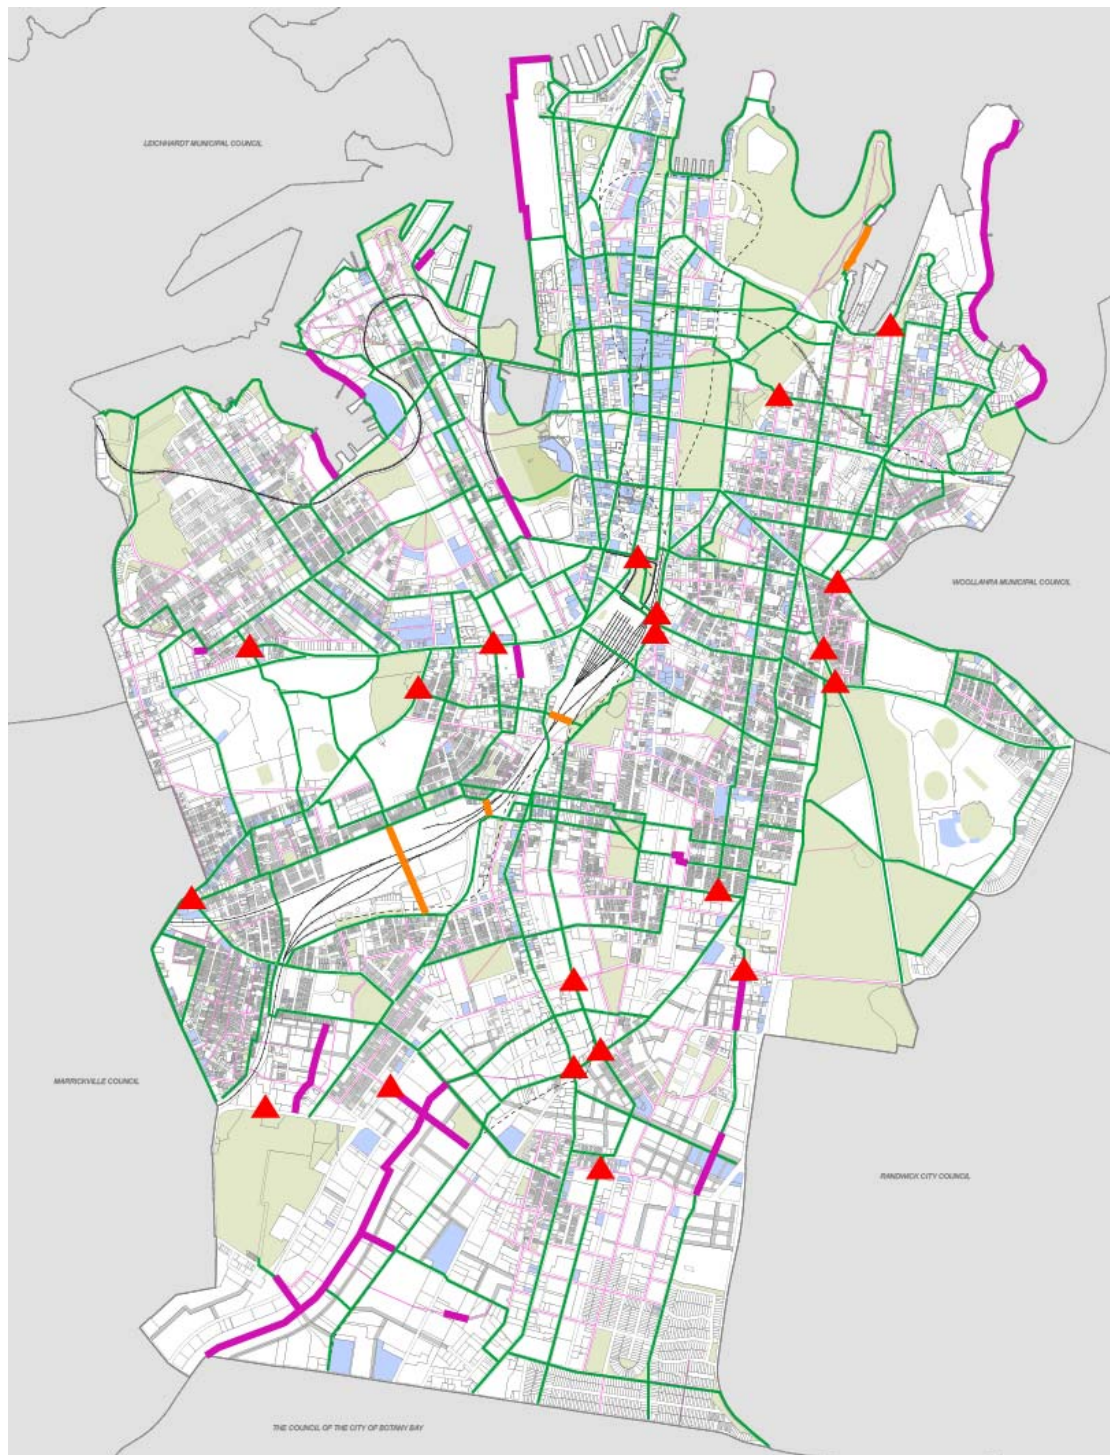 LEICHHARDT MUNICIPAL COUNCIL
WOOLLAHRA MUNICIPAL COUNCIL
MARRICKVILLE COUNCIL
RANDWICK CITY COUNCIL
THE COUNCIL OF THE CITY OF BOTANY BAY